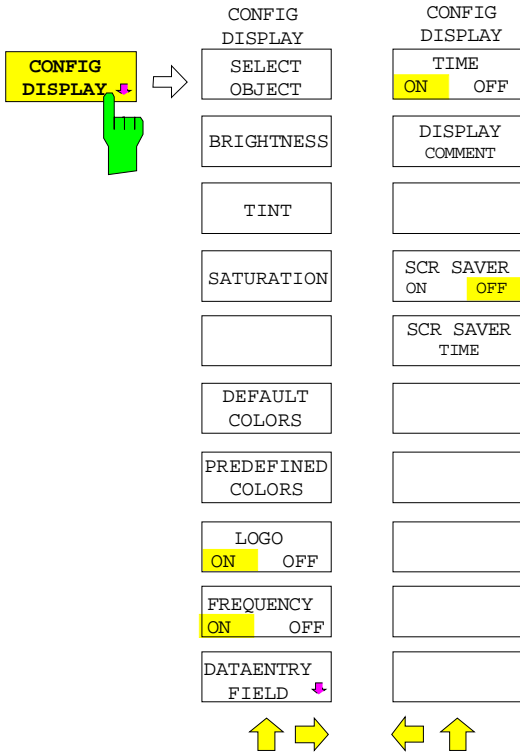 CONFIG
DISPLAY
CONFIG
DISPLAY
SELECT
OBJECT
BRIGHTNESS
TINT
SATURATION
DEFAULT
COLORS
PREDEFINED
COLORS
LOGO
ON OFF
FREQUENCY
ON OFF
DATAENTRY
FIELD
CONFIG
DISPLAY
TIME
ON OFF
DISPLAY
COMMENT
SCR SAVER
ON OFF
SCR SAVER
TIME